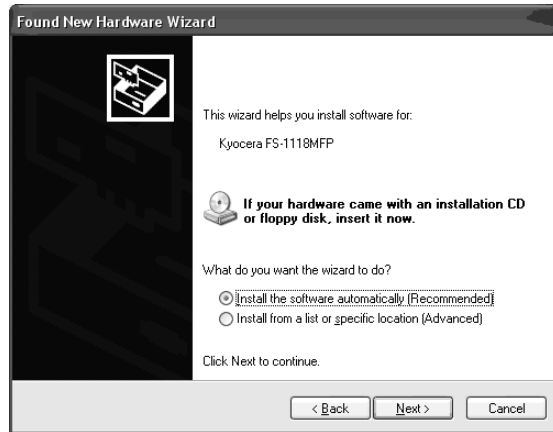 Found New Hardware Wizard
This wizard helps you install software for:
Kyocera FS-1118MFP
If your hardware came with an installation CD
or floppy disk, insert it now.
What do you want the wizard to do?
Install the software automatically (Recommended)
Install from a list or specific location (Advanced)
Click Next to continue.
< Back Next > Cancel